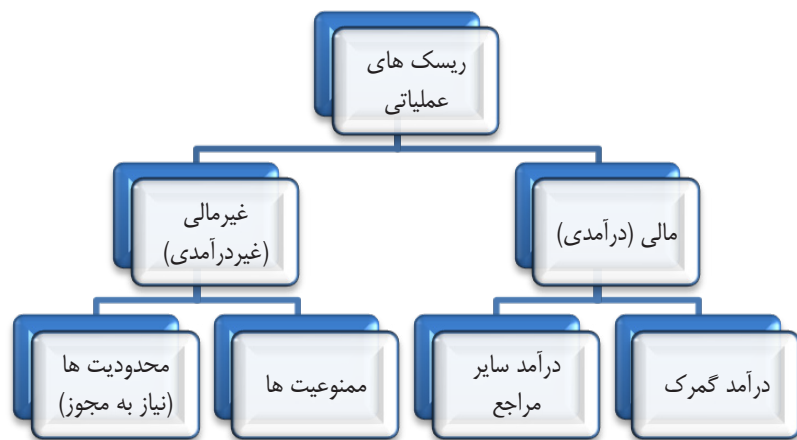 ریسک های
عملیاتی
مالی (درآمدی)
غیرمالی
(غیردرآمدی)
درآمد گمرک
درآمد سایر
مراجع
ممنوعیت ها
محدودیت ها
(نیاز به مجوز)